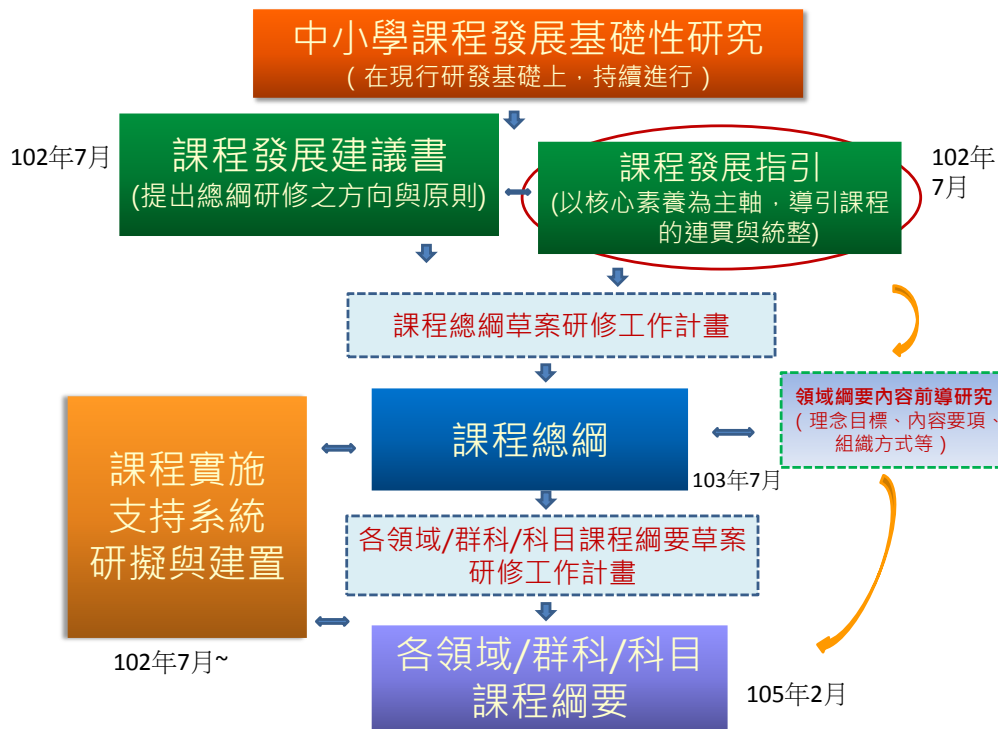 中小學課程發展基礎性研究
(在現行研發基礎上，持續進行)
102年7月
課程發展建議書
(提出總綱研修之方向與原則)
課程發展指引
(以核心素養為主軸，導引課程
的連貫與統整)
102年
7月
課程總綱草案研修工作計畫
課程總綱
103年7月
領域綱要內容前導研究
(理念目標、內容要項、
組織方式等)
課程實施
支持系統
研擬與建置
102年7月~
各領域/群科/科目課程綱要草案
研修工作計畫
各領域/群科/科目
課程綱要
105年2月